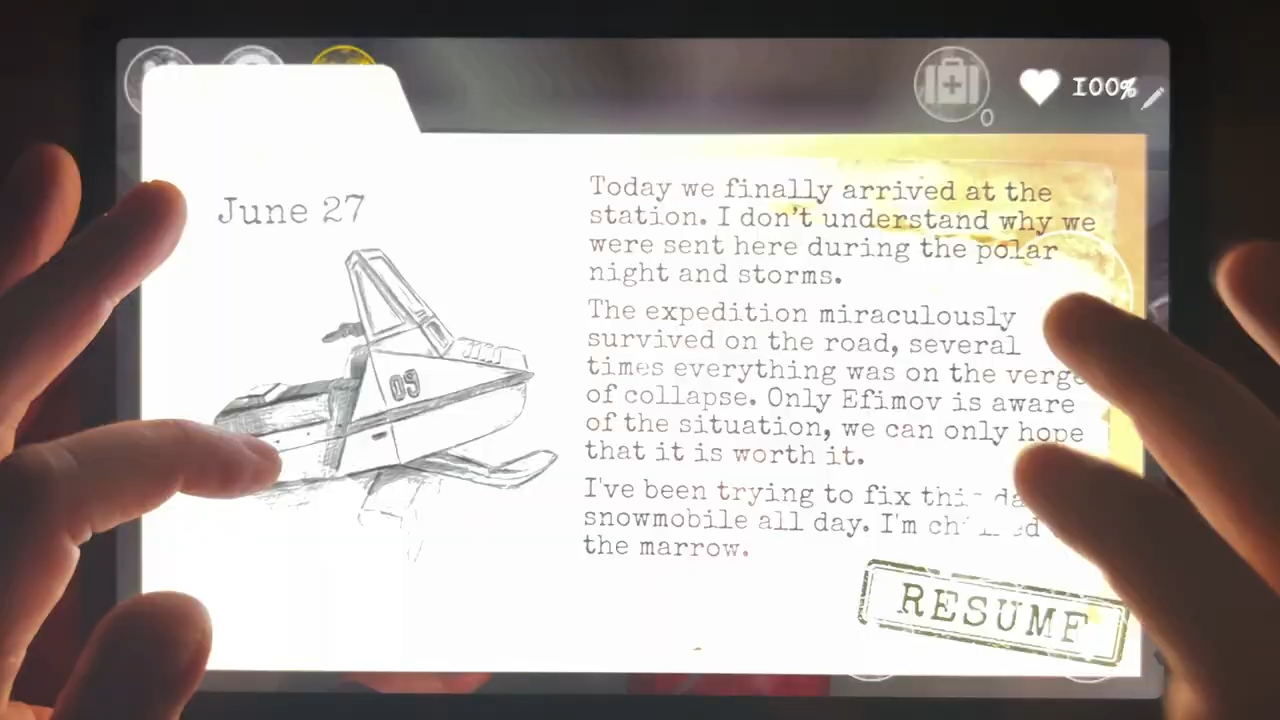 100%
0
June 27
09
Today we finally arrived at the
station. I don't understand why we
were sent here during the polar
night and storms.
The expedition miraculously
survived on the road, several
times everything was on the verge
of collapse. Only Efimov is aware
of the situation, we can only hope
that it is worth it.
I've been trying to fix
snowmobile all day. I'm
the marrow.
RESUME